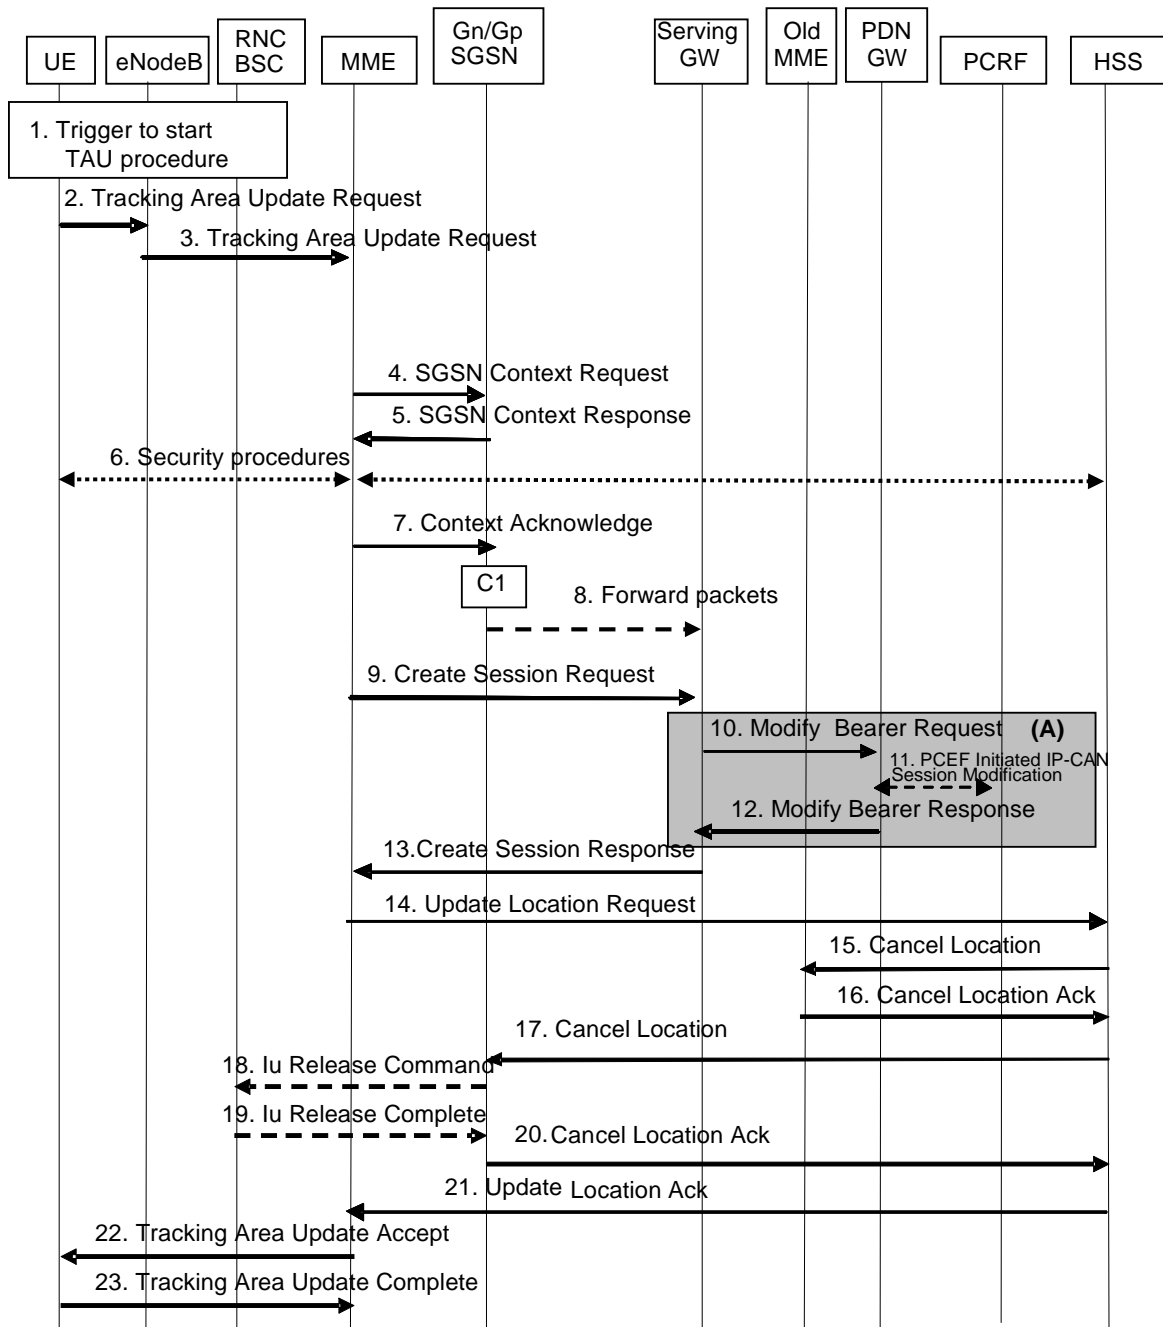 UE
eNodeB
RNC
BSC
MME
Gn/Gp
SGSN
Serving
GW
Old
MME
PDN
GW
PCRF
HSS
1. Trigger to start
TAU procedure
2. Tracking Area Update Request
3. Tracking Area Update Request
4. SGSN Context Request
5. SGSN Context Response
6. Security procedures
7. Context Acknowledge
C1
8. Forward packets
9. Create Session Request
10. Modify Bearer Request (A)
11. PCEF Initiated IP-CAN
Session Modification
12. Modify Bearer Response
13.Create Session Response
14. Update Location Request
15. Cancel Location
16. Cancel Location Ack
17. Cancel Location
18. Iu Release Command
19. Iu Release Complete
20. Cancel Location Ack
21. Update Location Ack
22. Tracking Area Update Accept
23. Tracking Area Update Complete